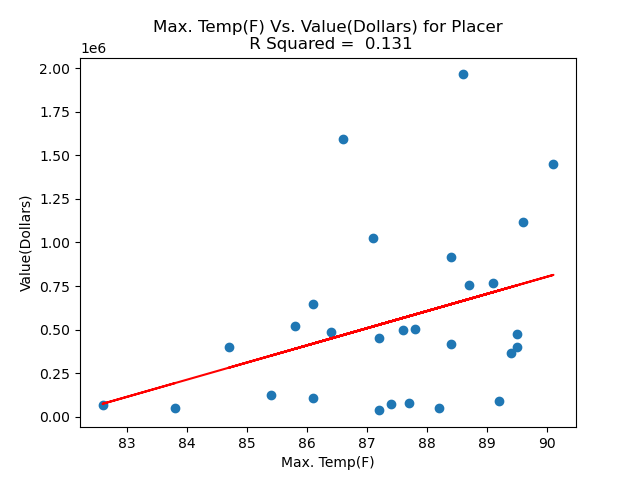 Max. Temp(F) Vs. Value(Dollars) for Placer
R Squared =  0.131
1e6
2.00
1.75
1.50
1.25
1.00
0.75
0.50
0.25
0.00
Value(Dollars)
83 84 85 86 87 88 89 90
Max. Temp(F)